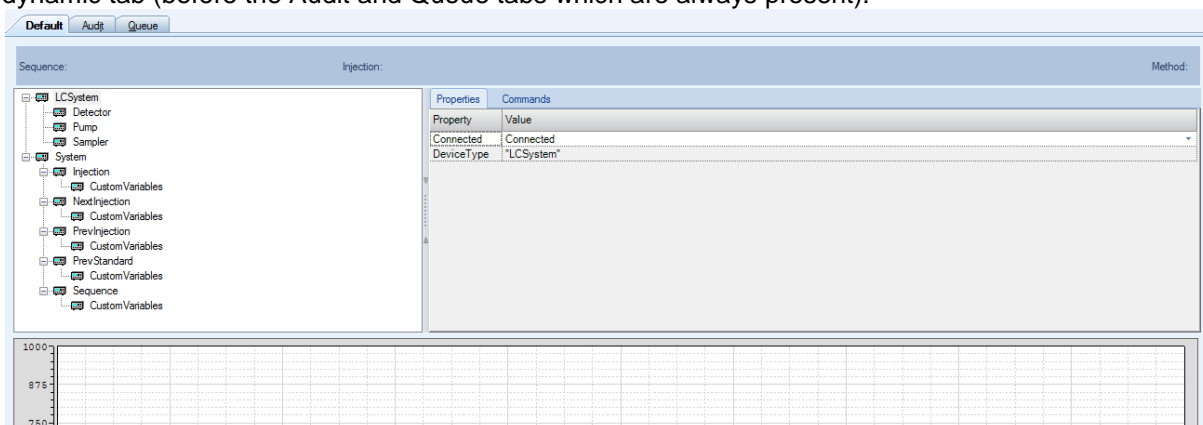 dynamic tab (before the Audit and Queue tabs which are always present).
Default Audit Queue
Sequence: Injection: Method:
LCSystem
Detector
Pump
Sampler
System
Injection
CustomVariables
NextInjection
CustomVariables
PrevInjection
CustomVariables
PrevStandard
CustomVariables
Sequence
CustomVariables
Properties Commands
Property Value
Connected Connected
DeviceType "LCSystem"
1000
875
750